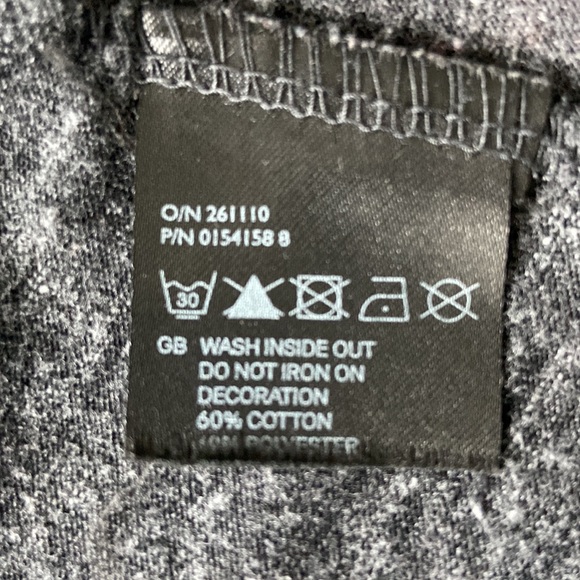 O/N 261110
P/N 0154158 8
30
GB WASH INSIDE OUT
DO NOT IRON ON
DECORATION
60% COTTON
POLYESTER